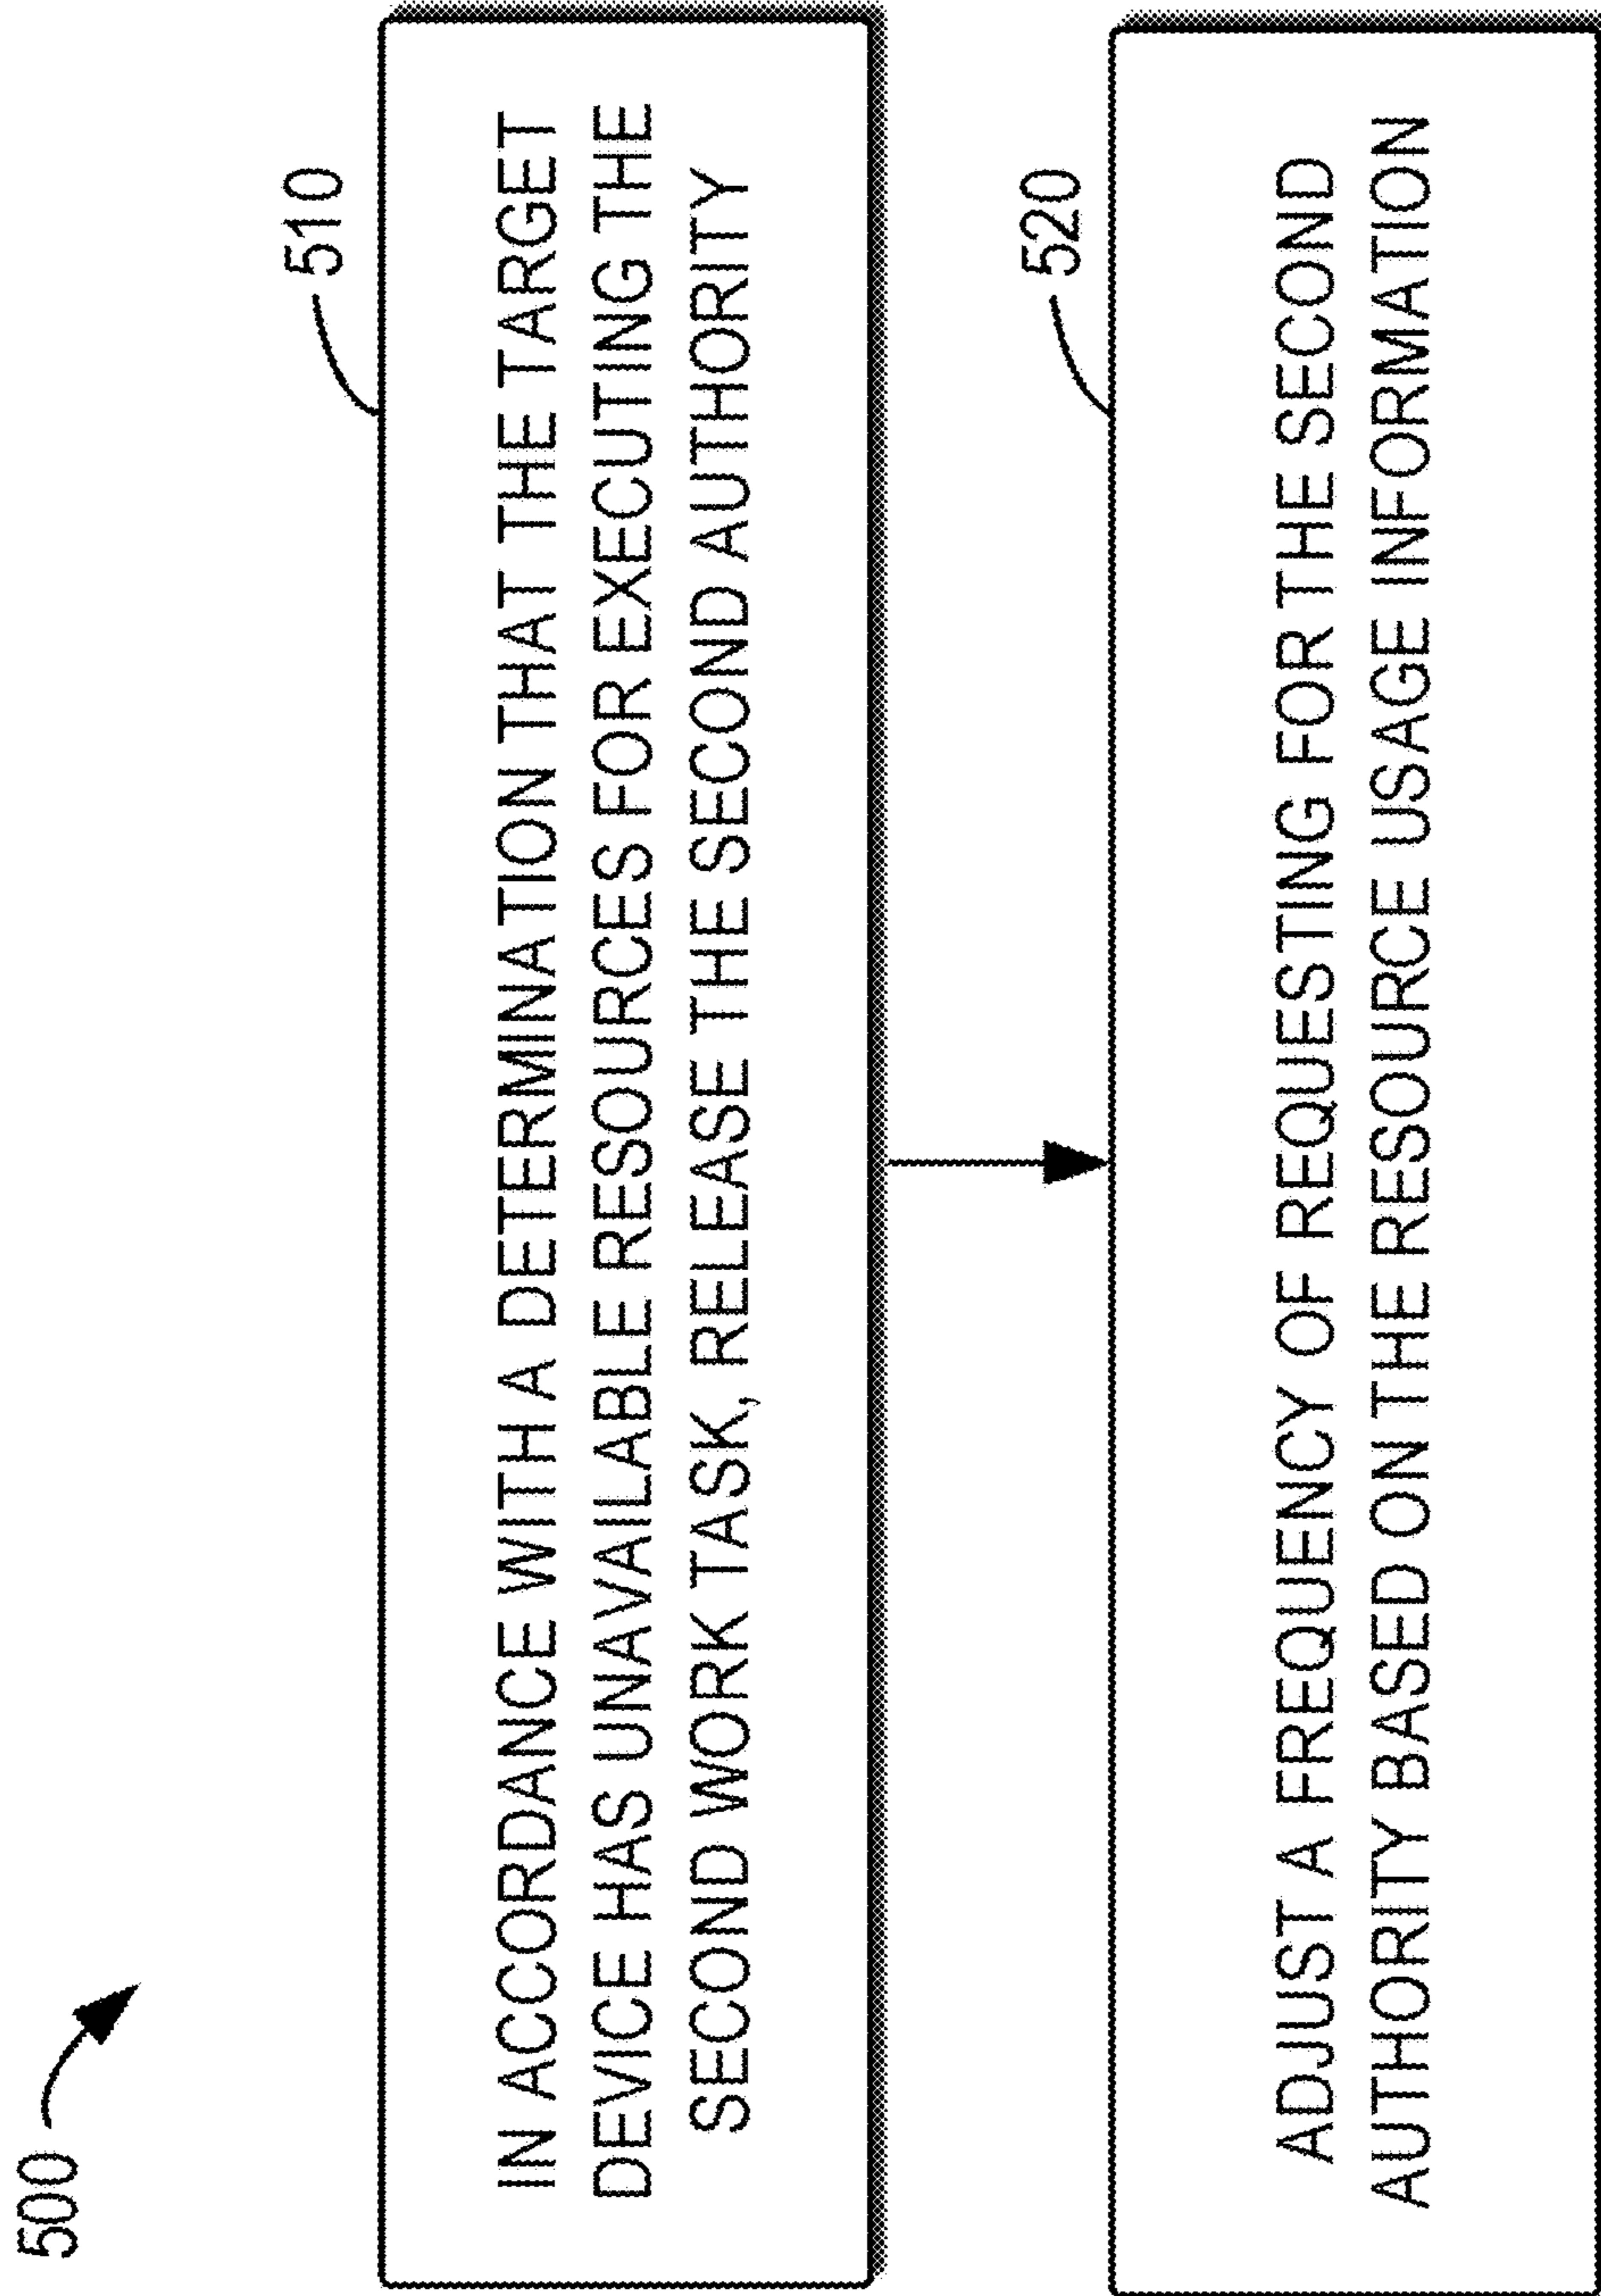 500
510
IN ACCORDANCE WITH A DETERMINATION THAT THE TARGET
DEVICE HAS UNAVAILABLE RESOURCES FOR EXECUTING THE
SECOND WORK TASK, RELEASE THE SECOND AUTHORITY
520
ADJUST A FREQUENCY OF REQUESTING FOR THE SECOND
AUTHORITY BASED ON THE RESOURCE USAGE INFORMATION